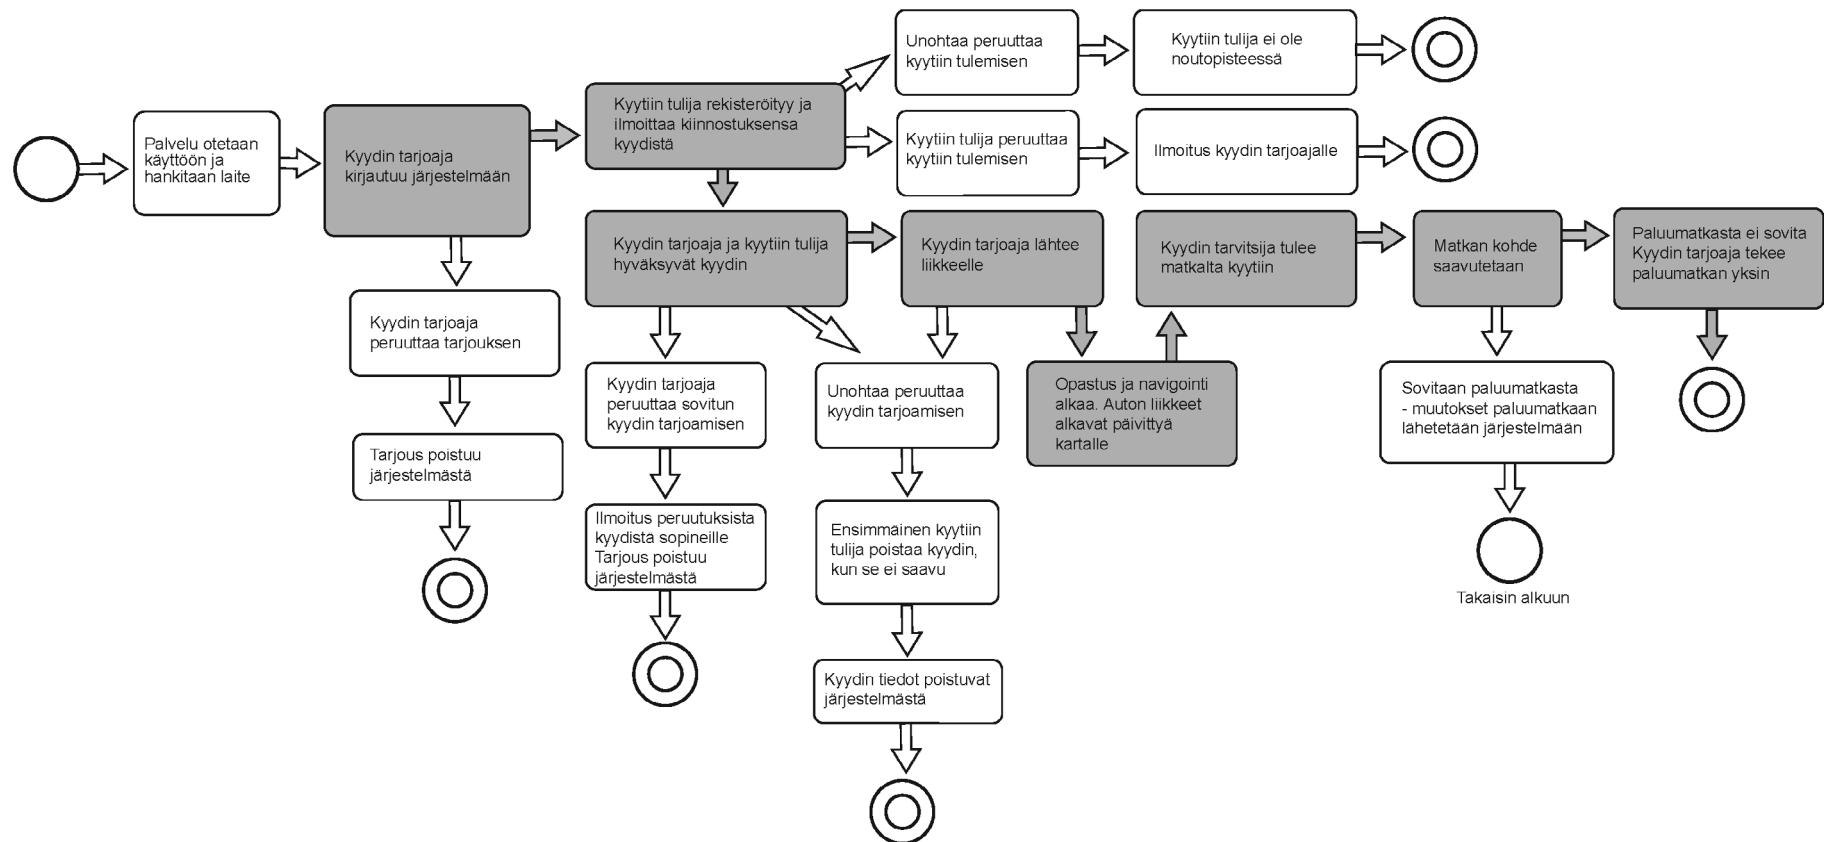 Unohtaa peruuttaa
kyytiin tulemisen
Kyytiin tulija ei ole
noutopisteessä
Kyytiin tulija rekisteröityy ja
ilmoittaa kiinnostuksensa
kyydistä
Palvelu otetaan
käyttöön ja
hankitaan laite
Kyydin tarjoaja
kirjautuu järjestelmään
Kyytiin tulija peruuttaa
kyytiin tulemisen
Ilmoitus kyydin tarjoajalle
Kyydin tarjoaja ja kyytiin tulija
hyväksyvät kyydin
Kyydin tarjoaja lähtee
liikkeelle
Kyydin tarvitsija tulee
matkalta kyytiin
Matkan kohde
saavutetaan
Paluumatkasta ei sovita
Kyydin tarjoaja tekee
paluumatkan yksin
Kyydin tarjoaja
peruuttaa tarjouksen
Kyydin tarjoaja
peruuttaa sovitun
kyydin tarjoamisen
Unohtaa peruuttaa
kyydin tarjoamisen
Opastus ja navigointi
alkaa. Auton liikkeet
alkavat päivittyä
kartalle
Sovitaan paluumatkasta
- muutokset paluumatkaan
lähetetään järjestelmään
Tarjous poistuu
järjestelmästä
Ilmoitus peruutuksista
kyydistä sopineille
Tarjous poistuu
järjestelmästä
Ensimmäinen kyytiin
tulija poistaa kyydin,
kun se ei saavu
Takaisin alkuun
Kyydin tiedot poistuvat
järjestelmästä